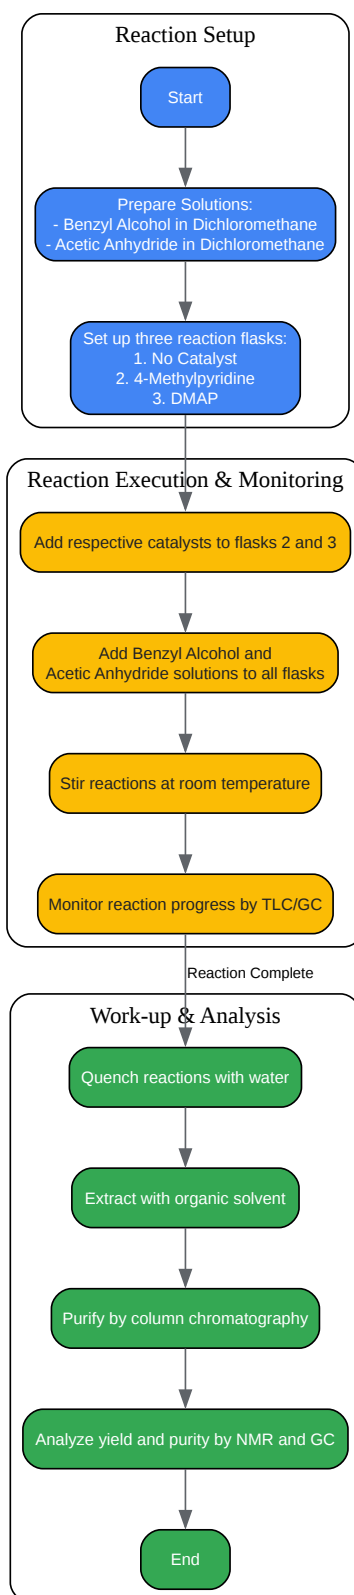 Reaction Setup
Start
Prepare Solutions:
- Benzyl Alcohol in Dichloromethane
- Acetic Anhydride in Dichloromethane
Set up three reaction flasks:
1. No Catalyst
2. 4-Methylpyridine
3. DMAP
Reaction Execution & Monitoring
Add respective catalysts to flasks 2 and 3
Add Benzyl Alcohol and
Acetic Anhydride solutions to all flasks
Stir reactions at room temperature
Monitor reaction progress by TLC/GC
Reaction Complete
Work-up & Analysis
Quench reactions with water
Extract with organic solvent
Purify by column chromatography
Analyze yield and purity by NMR and GC
End